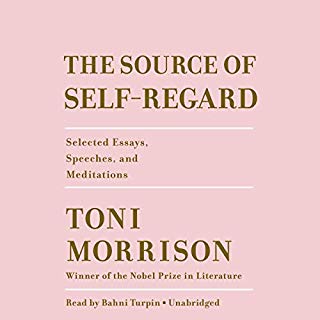 THE SOURCE OF
SELF-REGARD
Selected Essays,
Speeches, and
Meditations
TONI
MORRISON
Winner of the Nobel Prize in Literature
Read by Bahni Turpin • Unabridged